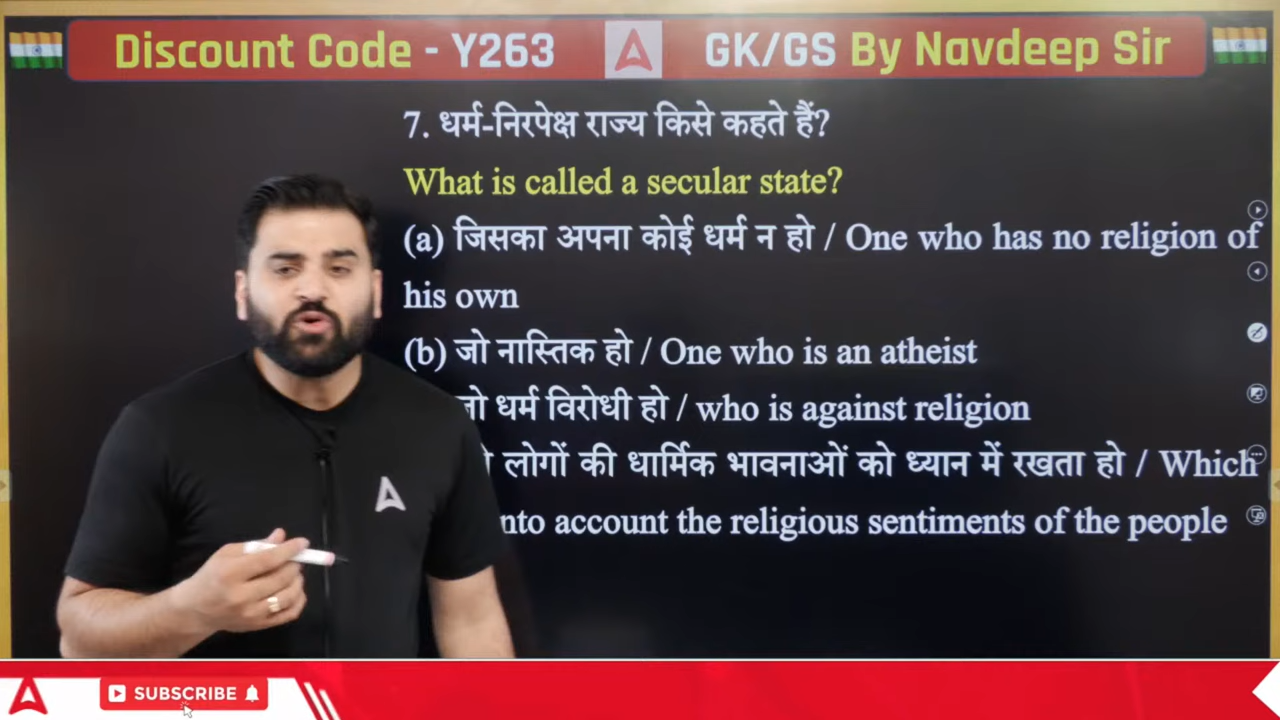 Discount Code - Y263
GK/GS By Navdeep Sir
7. धर्म-निरपेक्ष राज्य किसे कहते हैं?
What is called a secular state?
(a) जिसका अपना कोई धर्म न हो / One who has no religion of
his own
(b) जो नास्तिक हो / One who is an atheist
धर्म विरोधी हो / who is against religion
लोगों की धार्मिक भावनाओं को ध्यान में रखता हो / Which
account the religious sentiments of the people
SUBSCRIBE